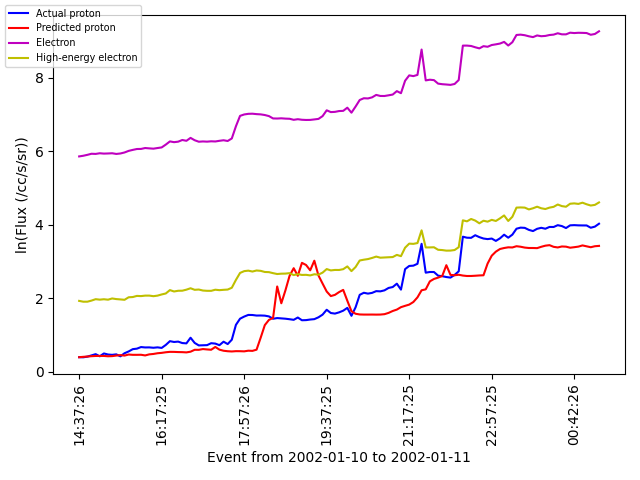 Actual proton
Predicted proton
Electron
High-energy electron
ln(Flux (/cc/s/sr))
8
6
4
2
0
14:37:26
16:17:25
17:57:26
19:37:25
21:17:25
22:57:25
00:42:26
Event from 2002-01-10 to 2002-01-11